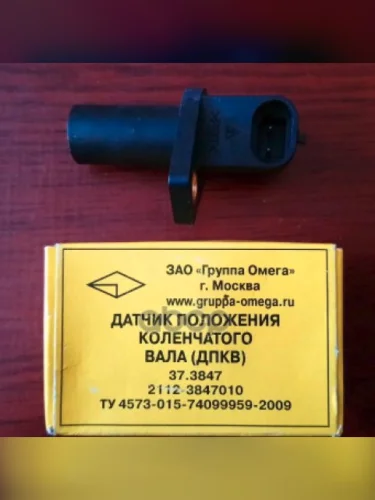 ЗАО «Группа Омега»
г. Москва
www.gruppa-omega.ru
ДАТЧИК ПОЛОЖЕНИЯ
КОЛЕНЧАТОГО
ВАЛА (ДПКВ)
37.3847
2112-3847010
ТУ 4573-015-74099959-2009